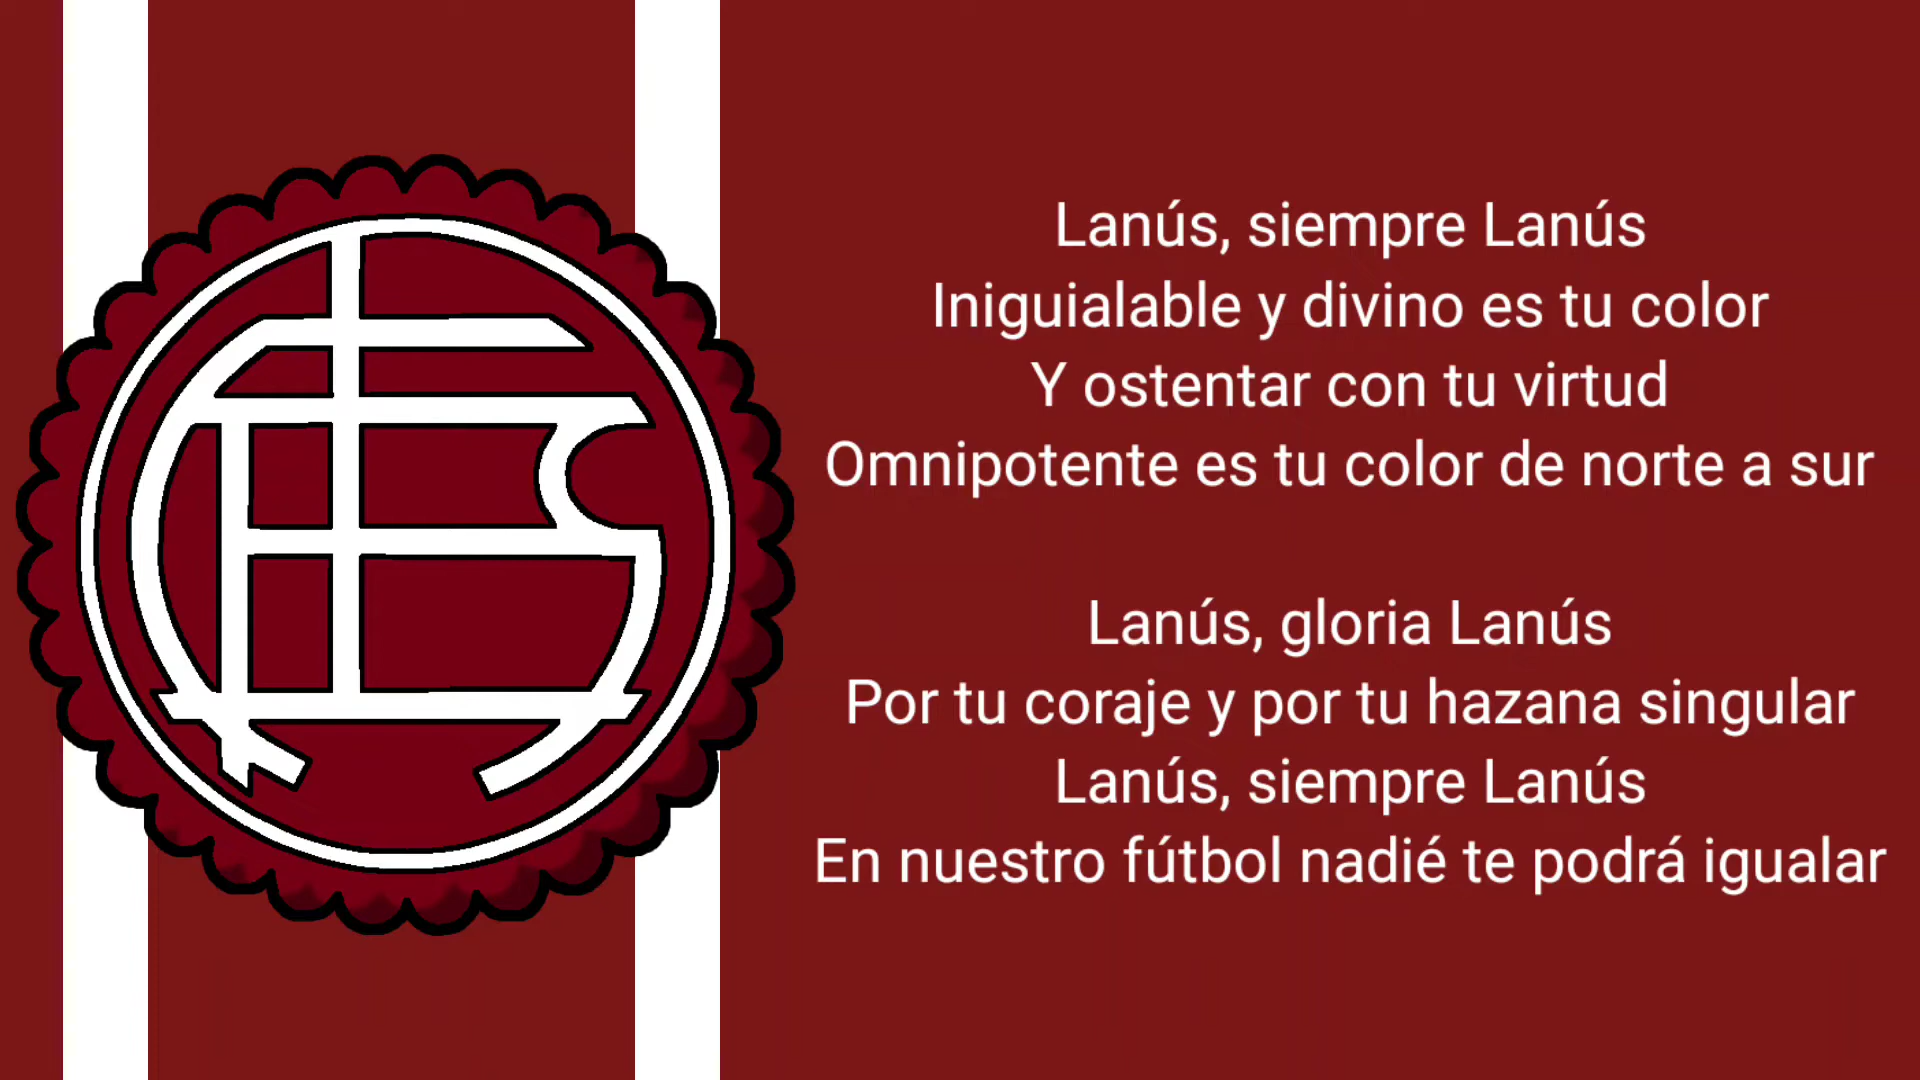 Lanús, siempre Lanús
Iniguialable y divino es tu color
Y ostentar con tu virtud
Omnipotente es tu color de norte a sur
Lanús, gloria Lanús
Por tu coraje y por tu hazana singular
Lanús, siempre Lanús
En nuestro fútbol nadié te podrá igualar